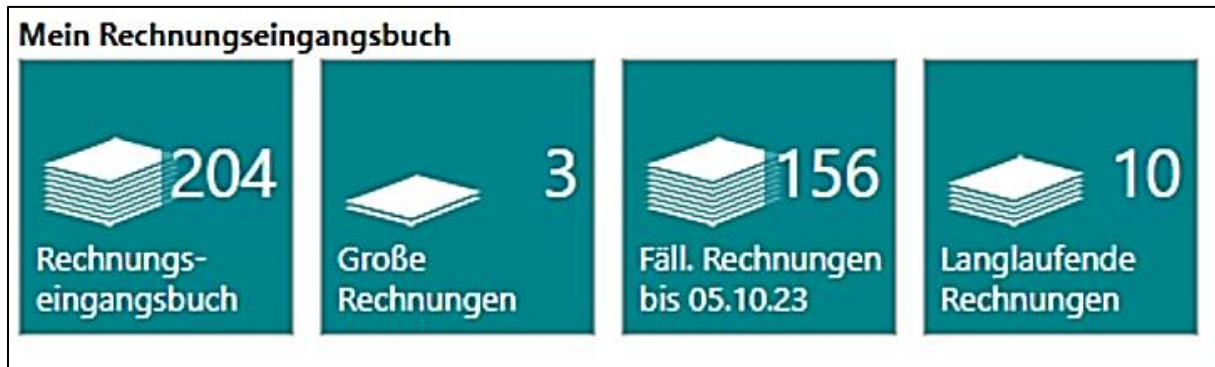 Mein Rechnungseingangsbuch
204
Rechnungs-
eingangsbuch
3
Große
Rechnungen
156
Fäll. Rechnungen
bis 05.10.23
10
Langlaufende
Rechnungen